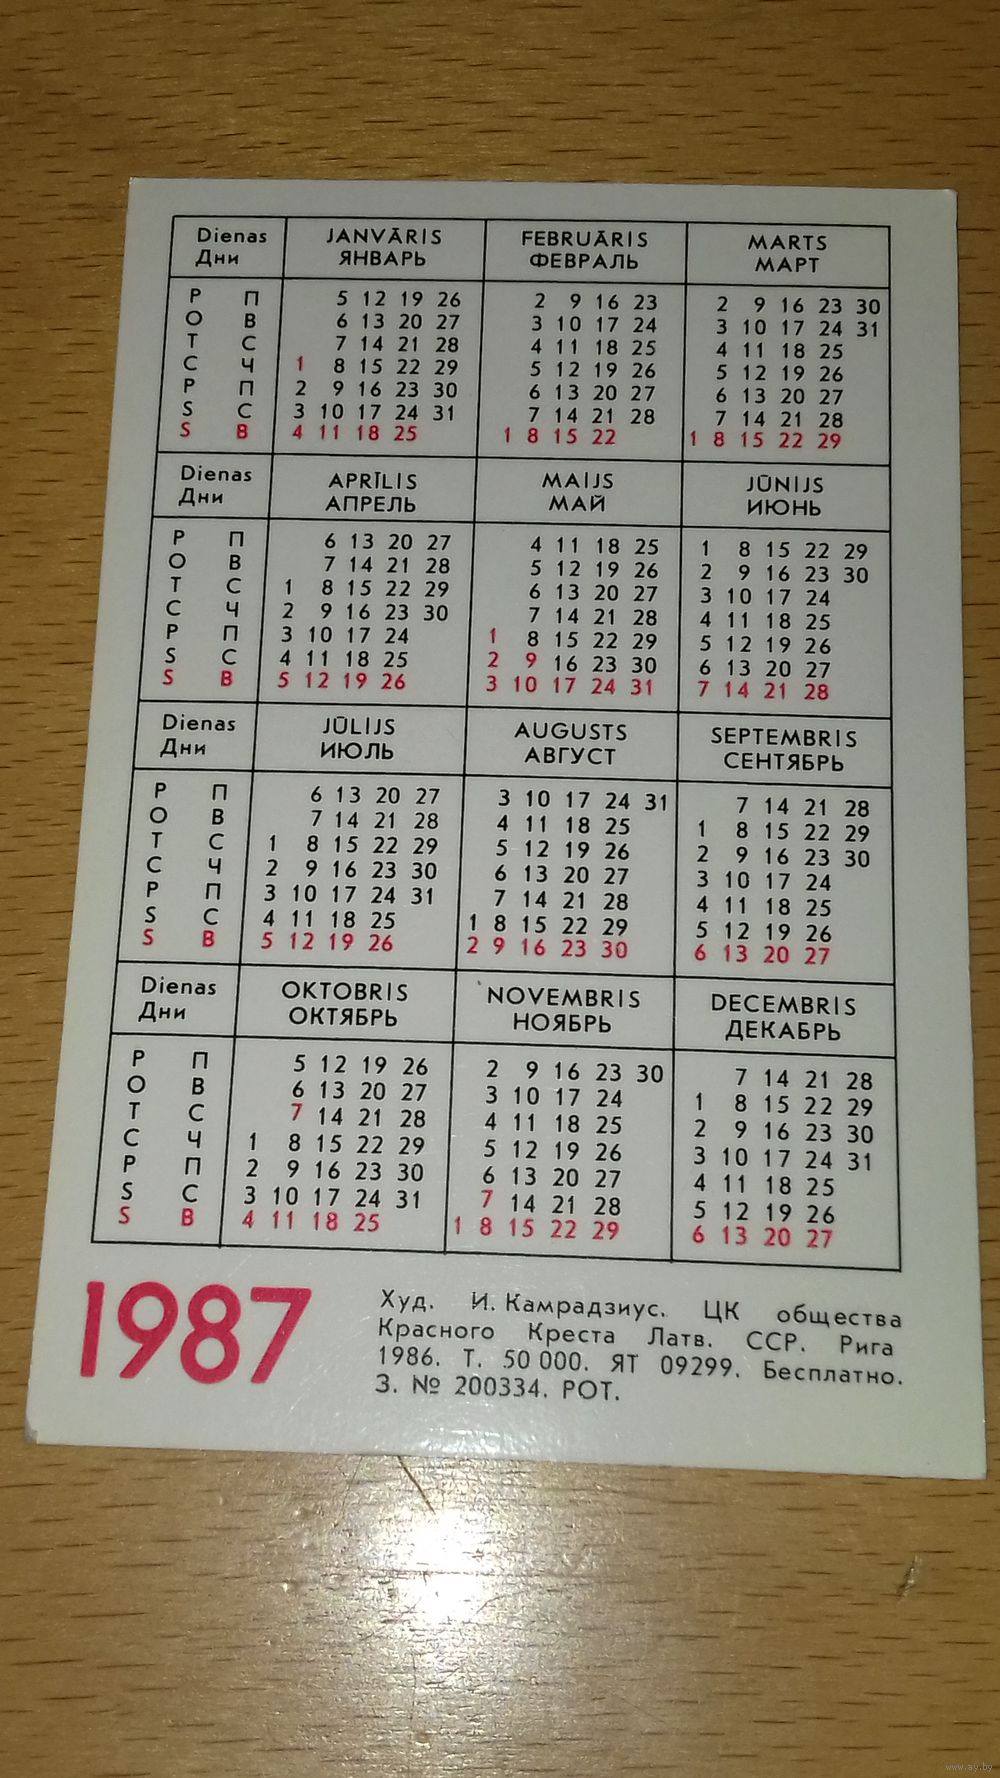 Dienas JANVĀRIS FEBRUĀRIS MARTS
Дни ЯНВАРЬ ФЕВРАЛЬ МАРТ
P П 5 12 19 26 2 9 16 23 2 9 16 23 30
O В 6 13 20 27 3 10 17 24 3 10 17 24 31
T С 7 14 21 28 4 11 18 25 4 11 18 25
C Ч 1 8 15 22 29 5 12 19 26 5 12 19 26
P П 2 9 16 23 30 6 13 20 27 6 13 20 27
S С 3 10 17 24 31 7 14 21 28 7 14 21 28
S В 4 11 18 25 1 8 15 22 1 8 15 22 29
Dienas APRĪLIS MAIJS JŪNIJS
Дни АПРЕЛЬ МАЙ ИЮНЬ
P П 6 13 20 27 4 11 18 25 1 8 15 22 29
O В 7 14 21 28 5 12 19 26 2 9 16 23 30
T С 1 8 15 22 29 6 13 20 27 3 10 17 24
C Ч 2 9 16 23 30 7 14 21 28 4 11 18 25
P П 3 10 17 24 1 8 15 22 29 5 12 19 26
S С 4 11 18 25 2 9 16 23 30 6 13 20 27
S В 5 12 19 26 3 10 17 24 31 7 14 21 28
Dienas JŪLIJS AUGUSTS SEPTEMBRIS
Дни ИЮЛЬ АВГУСТ СЕНТЯБРЬ
P П 6 13 20 27 3 10 17 24 31 7 14 21 28
O В 7 14 21 28 4 11 18 25 1 8 15 22 29
T С 1 8 15 22 29 5 12 19 26 2 9 16 23 30
C Ч 2 9 16 23 30 6 13 20 27 3 10 17 24
P П 3 10 17 24 31 7 14 21 28 4 11 18 25
S С 4 11 18 25 1 8 15 22 29 5 12 19 26
S В 5 12 19 26 2 9 16 23 30 6 13 20 27
Dienas OKTOBRIS NOVEMBRIS DECEMBRIS
Дни ОКТЯБРЬ НОЯБРЬ ДЕКАБРЬ
P П 5 12 19 26 2 9 16 23 30 7 14 21 28
O В 6 13 20 27 3 10 17 24 1 8 15 22 29
T С 7 14 21 28 4 11 18 25 2 9 16 23 30
C Ч 1 8 15 22 29 5 12 19 26 3 10 17 24 31
P П 2 9 16 23 30 6 13 20 27 4 11 18 25
S С 3 10 17 24 31 7 14 21 28 5 12 19 26
S В 4 11 18 25 1 8 15 22 29 6 13 20 27
1987
Худ. И. Камрадзиус. ЦК общества
Красного Креста Латв. ССР. Рига
1986. Т. 50 000. ЯТ 09299. Бесплатно.
З. № 200334. РОТ.
www.ay.by